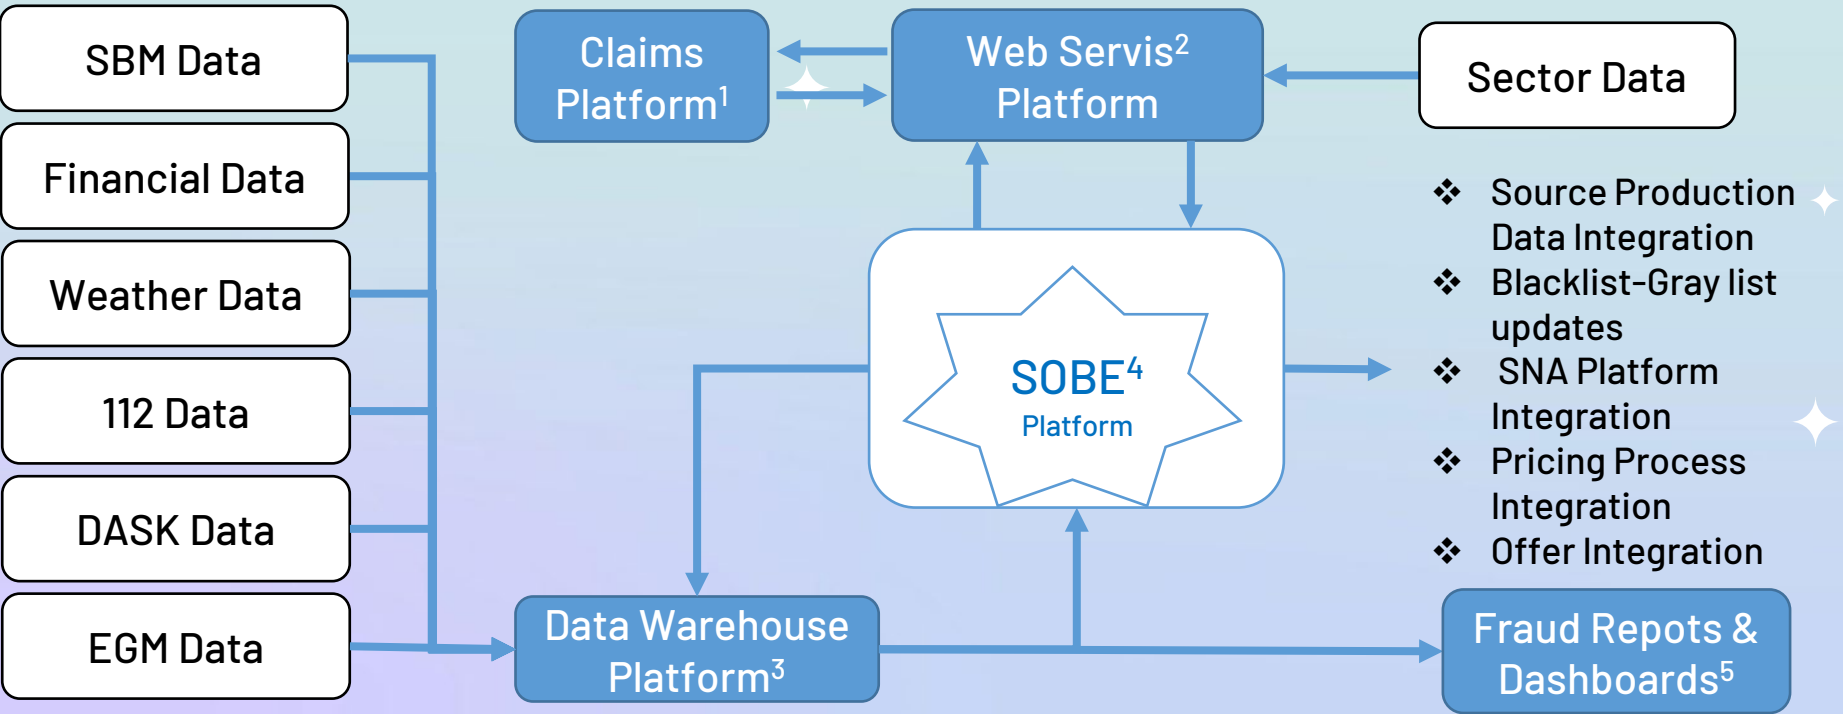 SBM Data
Financial Data
Weather Data
112 Data
DASK Data
EGM Data
Claims
Platform¹
Web Servis²
Platform
Sector Data
SOBE⁴
Platform
❖ Source Production
Data Integration
❖ Blacklist-Gray list
updates
❖ SNA Platform
Integration
❖ Pricing Process
Integration
❖ Offer Integration
Data Warehouse
Platform³
Fraud Repots &
Dashboards⁵